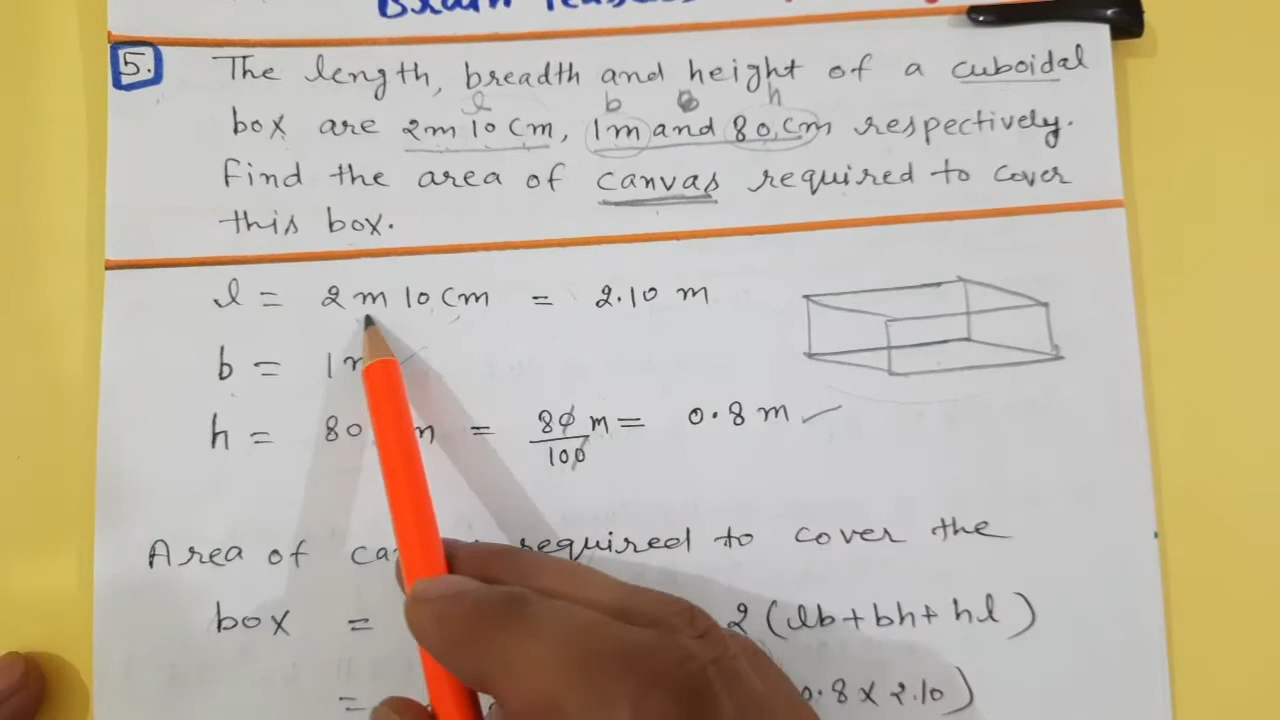 5. The length, breadth and height of a cuboidal
l b h
box are 2m 10 cm, 1m and 80 cm respectively.
Find the area of canvas required to cover
this box.
l = 2 m 10 cm = 2.10 m
b = 1
h = 80 = 80/100 m = 0.8 m
Area of required to cover the
box = 2 (lb + bh + hl)
= 0.8 x 2.10)